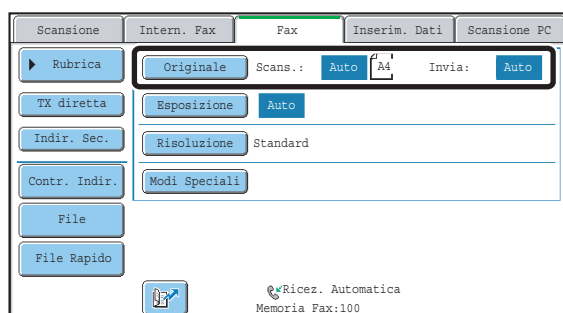 Scansione Intern. Fax Fax Inserim. Dati Scansione PC
Rubrica Originale Scans.: Auto A4 Invia: Auto
TX diretta Esposizione Auto
Indir. Sec. Risoluzione Standard
Contr. Indir. Modi Speciali
File
File Rapido
Ricez. Automatica
Memoria Fax:100